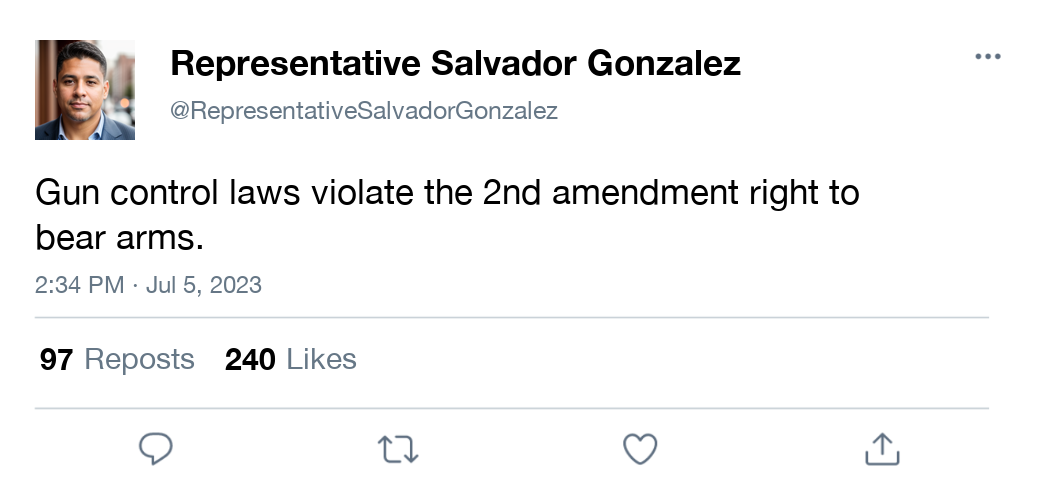 Representative Salvador Gonzalez
@RepresentativeSalvadorGonzalez
Gun control laws violate the 2nd amendment right to
bear arms.
2:34 PM · Jul 5, 2023
97 Reposts 240 Likes